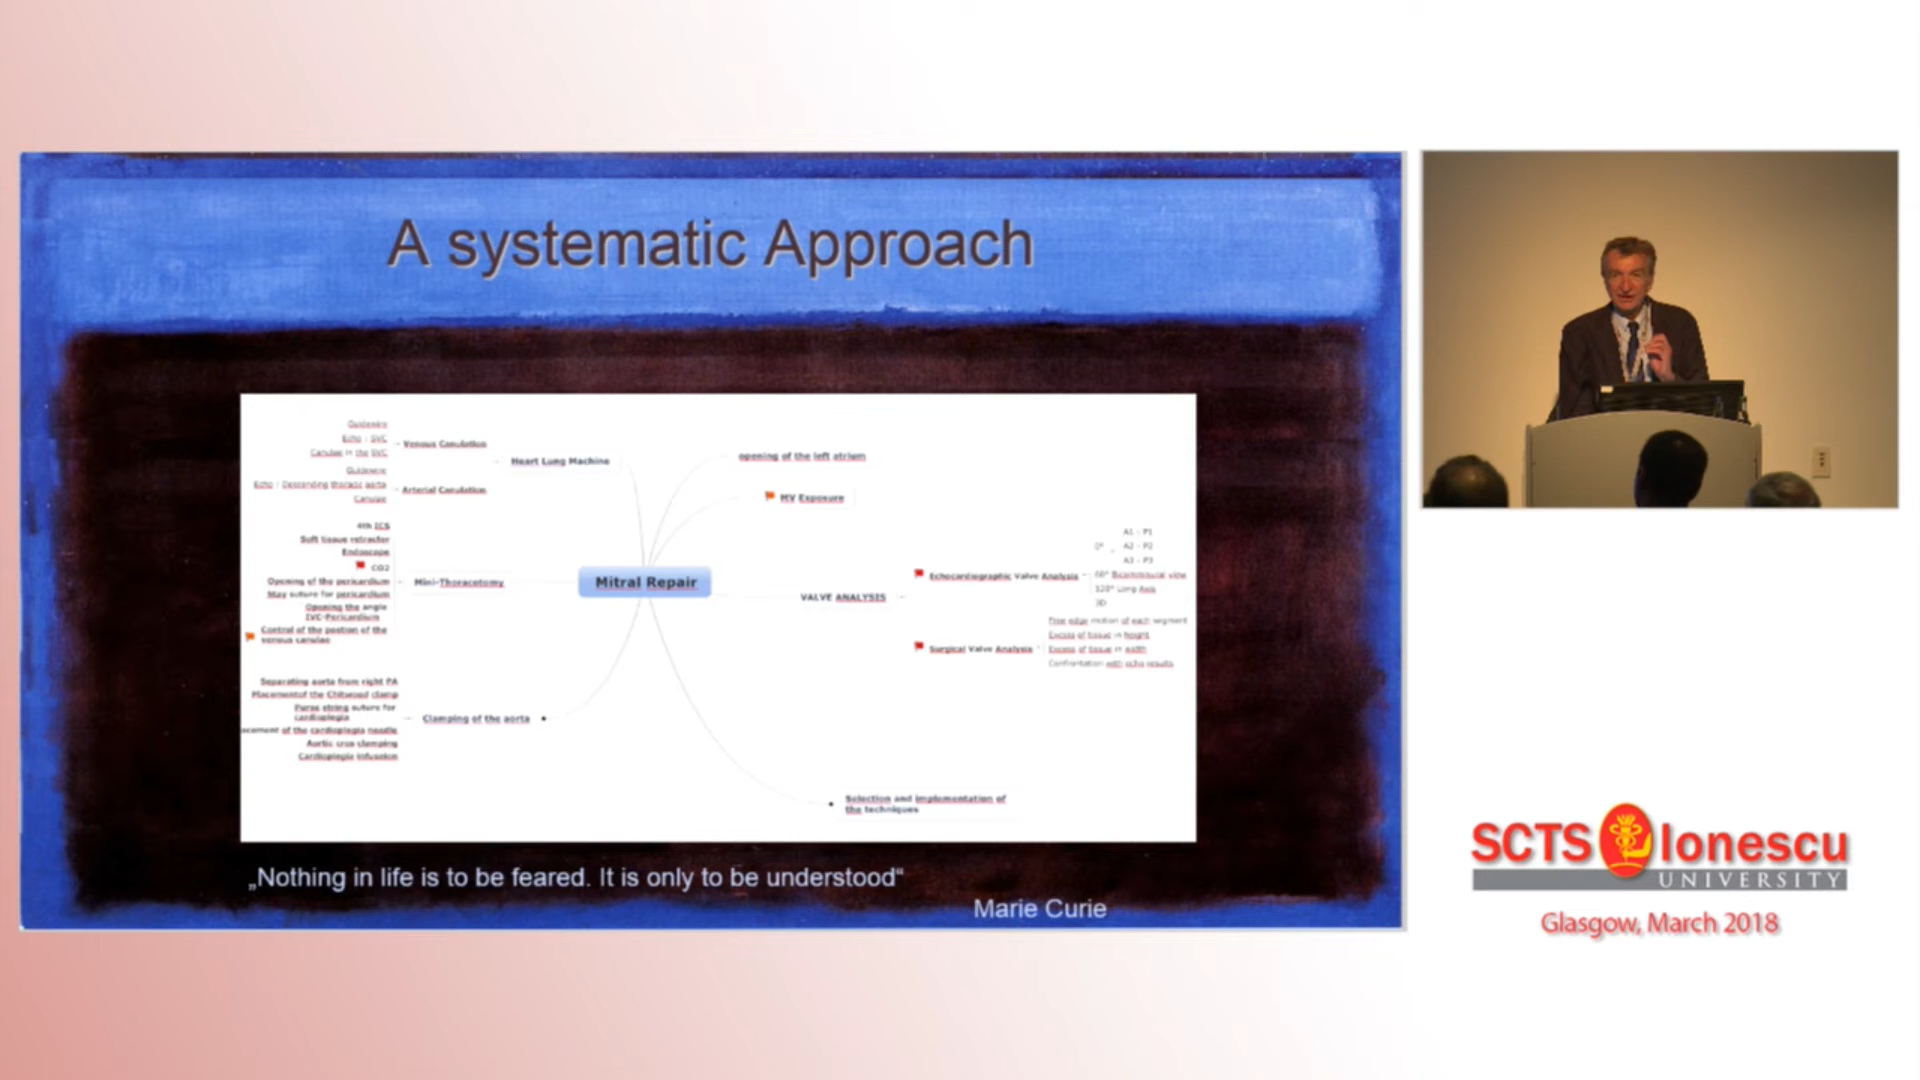 A systematic Approach
Guidewire
Echo : SVC
Canulae in the SVC
Venous Canulation
Guidewire
Echo : Descending thoracic aorta
Canulae
Arterial Canulation
Heart Lung Machine
4th ICS
Soft tissue retractor
Endoscope
CO2
Opening of the pericardium
Stay suture for pericardium
Opening the angle
IVC-Pericardium
Control of the postion of the
venous canulae
Mini-Thoracotomy
Separating aorta from right PA
Placementof the Chitwood clamp
Purse string suture for
cardioplegia
acement of the cardioplegia needle
Aortic cros clamping
Cardioplegia infusion
Clamping of the aorta
Mitral Repair
opening of the left atrium
MV Exposure
VALVE ANALYSIS
Echocardiographic Valve Analysis
0°
A1 - P1
A2 - P2
A3 - P3
60° Bicommissural view
120° Long Axis
3D
Surgical Valve Analysis
Free edge motion of each segment
Excess of tissue in height
Excess of tissue in width
Confrontation with echo results
Selection and implementation of
the techniques
„Nothing in life is to be feared. It is only to be understood“
Marie Curie
SCTS Ionescu
UNIVERSITY
Glasgow, March 2018